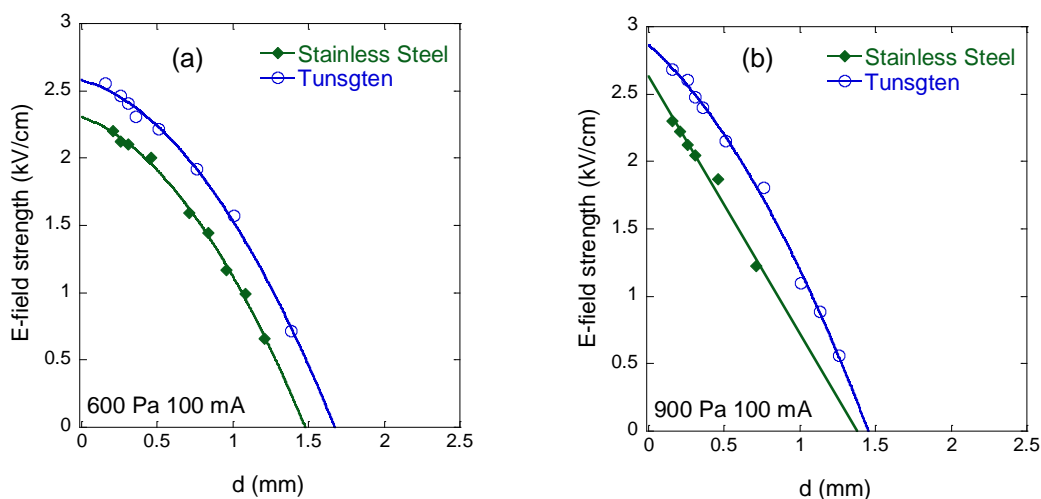 (a)
Stainless Steel
Tunsgten
E-field strength (kV/cm)
3
2.5
2
1.5
1
0.5
0
600 Pa 100 mA
0 0.5 1 1.5 2 2.5
d (mm)
(b)
Stainless Steel
Tunsgten
E-field strength (kV/cm)
3
2.5
2
1.5
1
0.5
0
900 Pa 100 mA
0 0.5 1 1.5 2 2.5
d (mm)